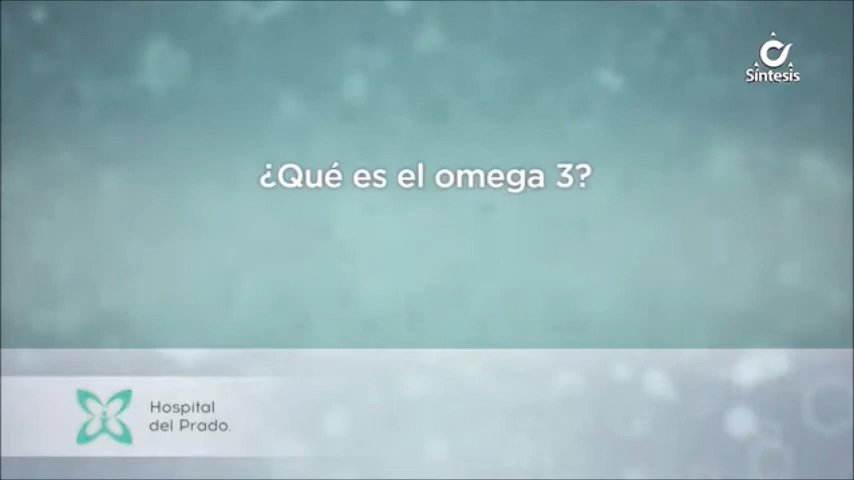 Síntesis
¿Qué es el omega 3?
Hospital
del Prado.